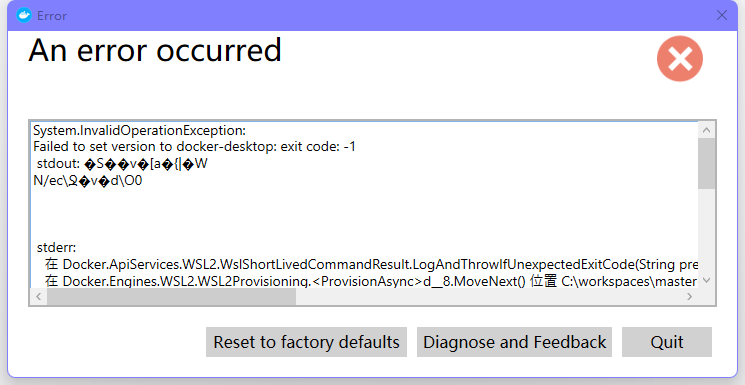 Error
An error occurred
System.InvalidOperationException:
Failed to set version to docker-desktop: exit code: -1
stdout: �S��v�[a�{|�W
N/ec\Ջ�v�d\O0
stderr:
在 Docker.ApiServices.WSL2.WslShortLivedCommandResult.LogAndThrowIfUnexpectedExitCode(String pre
在 Docker.Engines.WSL2.WSL2Provisioning.<ProvisionAsync>d__8.MoveNext() 位置 C:\workspaces\master
Reset to factory defaults
Diagnose and Feedback
Quit